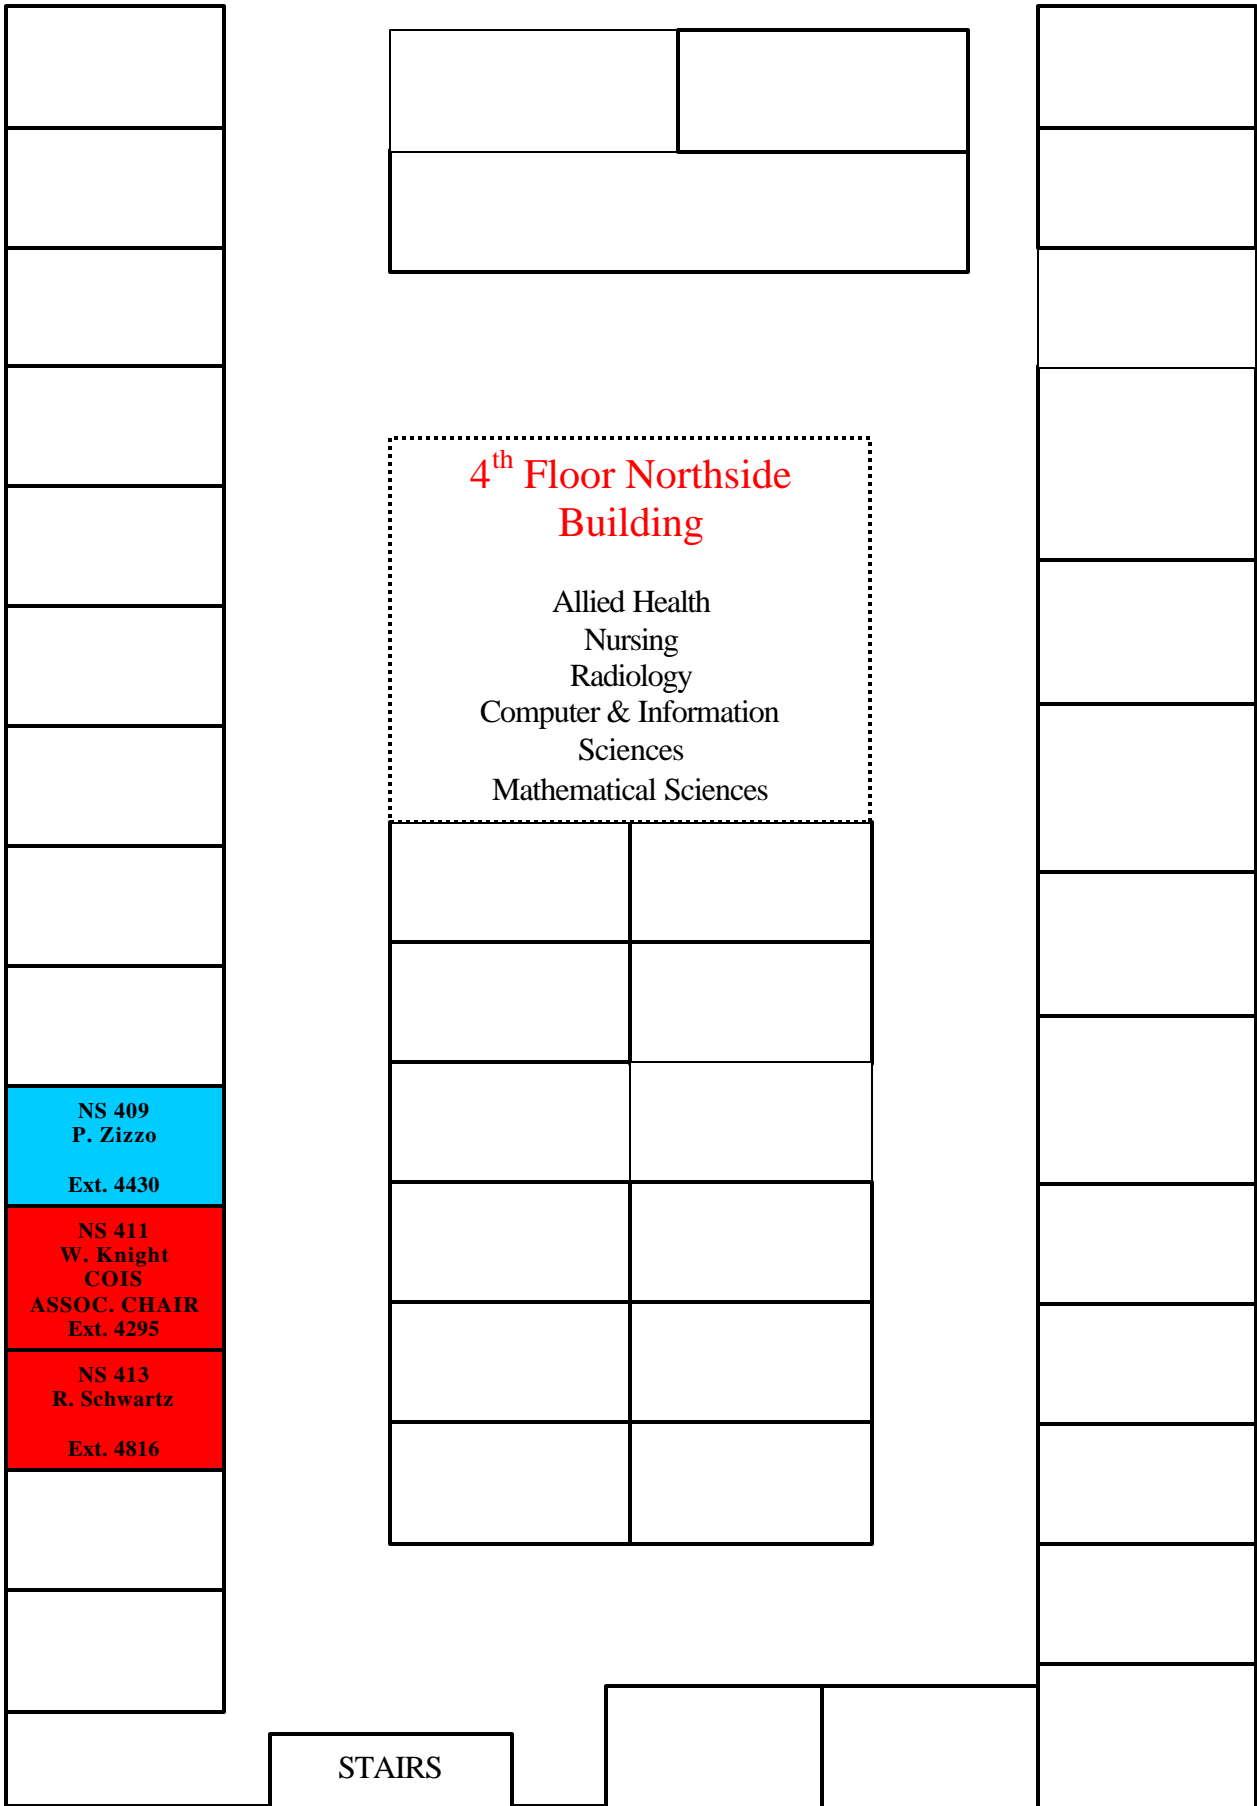 4th Floor Northside
Building
Allied Health
Nursing
Radiology
Computer & Information
Sciences
Mathematical Sciences
NS 409
P. Zizzo
Ext. 4430
NS 411
W. Knight
COIS
ASSOC. CHAIR
Ext. 4295
NS 413
R. Schwartz
Ext. 4816
STAIRS